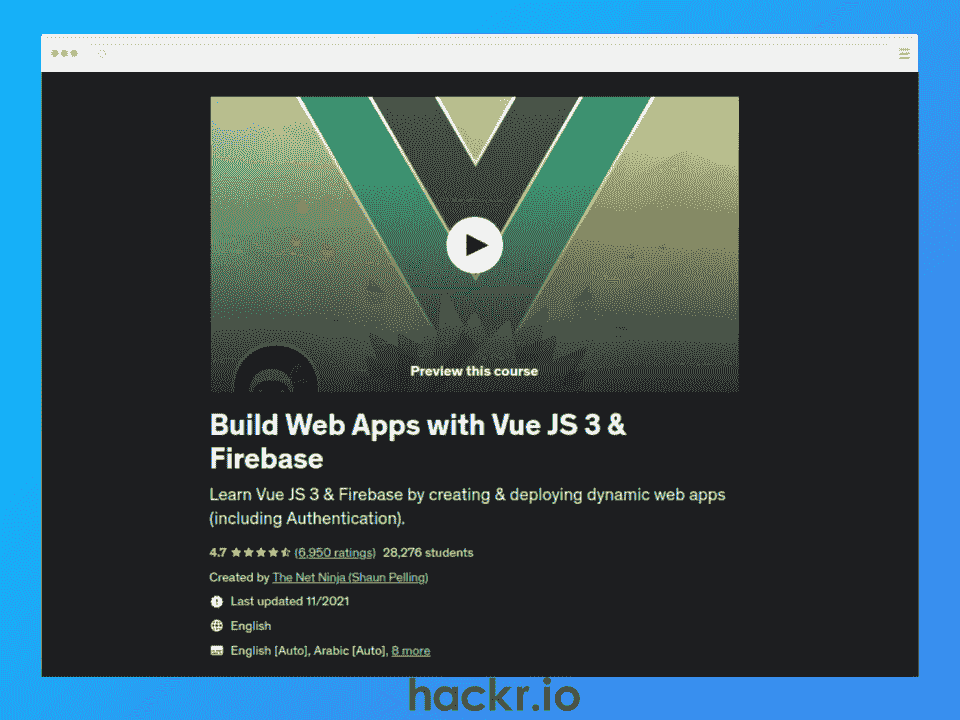 Preview this course
Build Web Apps with Vue JS 3 &
Firebase
Learn Vue JS 3 & Firebase by creating & deploying dynamic web apps
(including Authentication).
4.7 (6,950 ratings) 28,276 students
Created by The Net Ninja (Shaun Pelling)
Last updated 11/2021
English
English [Auto], Arabic [Auto], 8 more
hackr.io